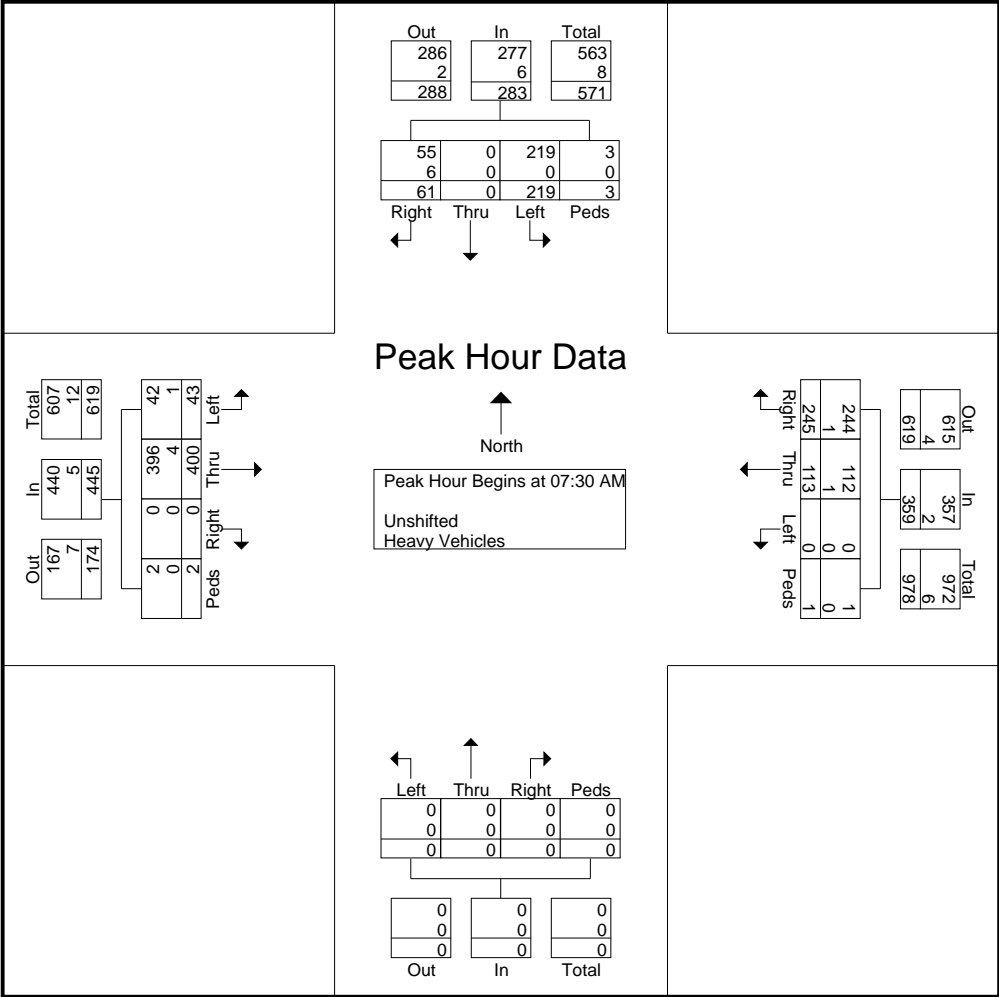 Out In Total
286 277 563
2 6 8
288 283 571
55 0 219 3
6 0 0 0
61 0 219 3
Right Thru Left Peds
Peak Hour Data
North
Peak Hour Begins at 07:30 AM
Unshifted
Heavy Vehicles
Out In Total
167 440 607
7 5 12
174 445 619
2 0 396 42
0 0 4 1
2 0 400 43
Peds Right Thru Left
Out In Total
615 357 972
4 2 6
619 359 978
244 112 0 1
1 1 0 0
245 113 0 1
Right Thru Left Peds
Left Thru Right Peds
0 0 0 0
0 0 0 0
0 0 0 0
0 0 0
0 0 0
0 0 0
Out In Total